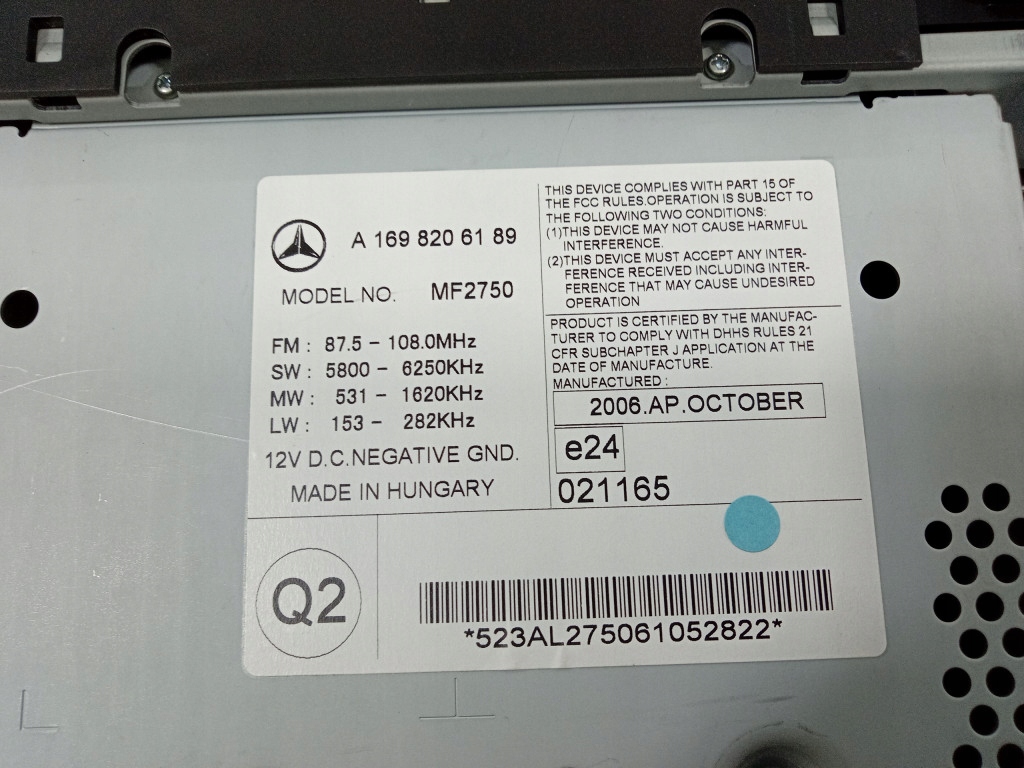 A 169 820 61 89
MODEL NO. MF2750
FM : 87.5 - 108.0MHz
SW : 5800 - 6250KHz
MW : 531 - 1620KHz
LW : 153 - 282KHz
12V D.C.NEGATIVE GND.
MADE IN HUNGARY
THIS DEVICE COMPLIES WITH PART 15 OF
THE FCC RULES.OPERATION IS SUBJECT TO
THE FOLLOWING TWO CONDITIONS:
(1)THIS DEVICE MAY NOT CAUSE HARMFUL
INTERFERENCE.
(2)THIS DEVICE MUST ACCEPT ANY INTER-
FERENCE RECEIVED INCLUDING INTER-
FERENCE THAT MAY CAUSE UNDESIRED
OPERATION
PRODUCT IS CERTIFIED BY THE MANUFAC-
TURER TO COMPLY WITH DHHS RULES 21
CFR SUBCHAPTER J APPLICATION AT THE
DATE OF MANUFACTURE.
MANUFACTURED :
2006.AP.OCTOBER
e24
021165
Q2
*523AL275061052822*